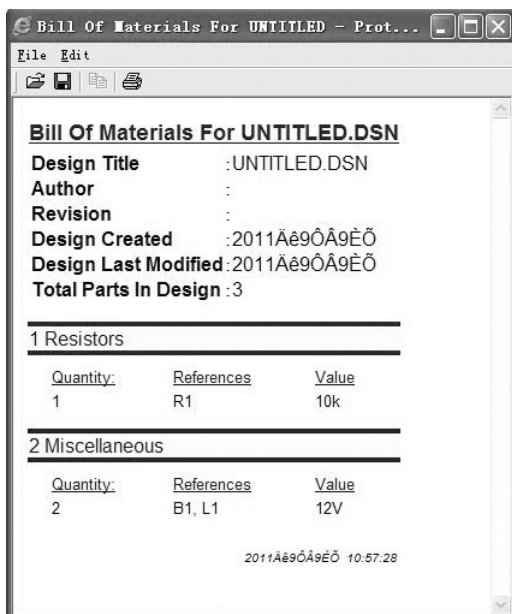 Bill Of Materials For UNTITLED - Prot...
File Edit
Bill Of Materials For UNTITLED.DSN
Design Title :UNTITLED.DSN
Author :
Revision :
Design Created :2011Äê9ÔÂ9ÈÕ
Design Last Modified:2011Äê9ÔÂ9ÈÕ
Total Parts In Design :3
1 Resistors
Quantity: References Value
1 R1 10k
2 Miscellaneous
Quantity: References Value
2 B1, L1 12V
2011Äê9ÔÂ9ÈÕ 10:57:28